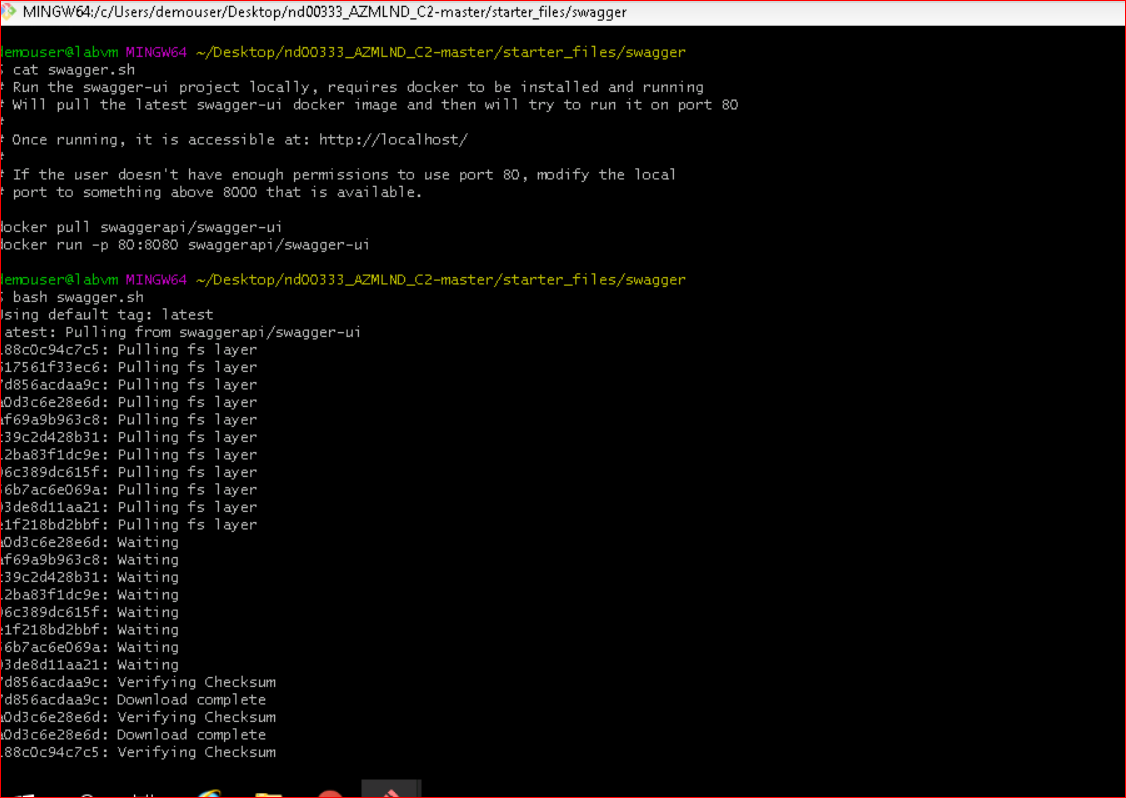 MINGW64:/c/Users/demouser/Desktop/nd00333_AZMLND_C2-master/starter_files/swagger
demouser@labvm MINGW64 ~/Desktop/nd00333_AZMLND_C2-master/starter_files/swagger
$ cat swagger.sh
# Run the swagger-ui project locally, requires docker to be installed and running
# Will pull the latest swagger-ui docker image and then will try to run it on port 80
#
# Once running, it is accessible at: http://localhost/
#
# If the user doesn't have enough permissions to use port 80, modify the local
# port to something above 8000 that is available.
docker pull swaggerapi/swagger-ui
docker run -p 80:8080 swaggerapi/swagger-ui
demouser@labvm MINGW64 ~/Desktop/nd00333_AZMLND_C2-master/starter_files/swagger
$ bash swagger.sh
Using default tag: latest
latest: Pulling from swaggerapi/swagger-ui
188c0c94c7c5: Pulling fs layer
617561f33ec6: Pulling fs layer
7d856acdaa9c: Pulling fs layer
a0d3c6e28e6d: Pulling fs layer
af69a9b963c8: Pulling fs layer
c39c2d428b31: Pulling fs layer
12ba83f1dc9e: Pulling fs layer
06c389dc615f: Pulling fs layer
6b7ac6e069a: Pulling fs layer
03de8d11aa21: Pulling fs layer
e1f218bd2bbf: Pulling fs layer
a0d3c6e28e6d: Waiting
af69a9b963c8: Waiting
c39c2d428b31: Waiting
12ba83f1dc9e: Waiting
06c389dc615f: Waiting
e1f218bd2bbf: Waiting
6b7ac6e069a: Waiting
03de8d11aa21: Waiting
7d856acdaa9c: Verifying Checksum
7d856acdaa9c: Download complete
a0d3c6e28e6d: Verifying Checksum
a0d3c6e28e6d: Download complete
188c0c94c7c5: Verifying Checksum